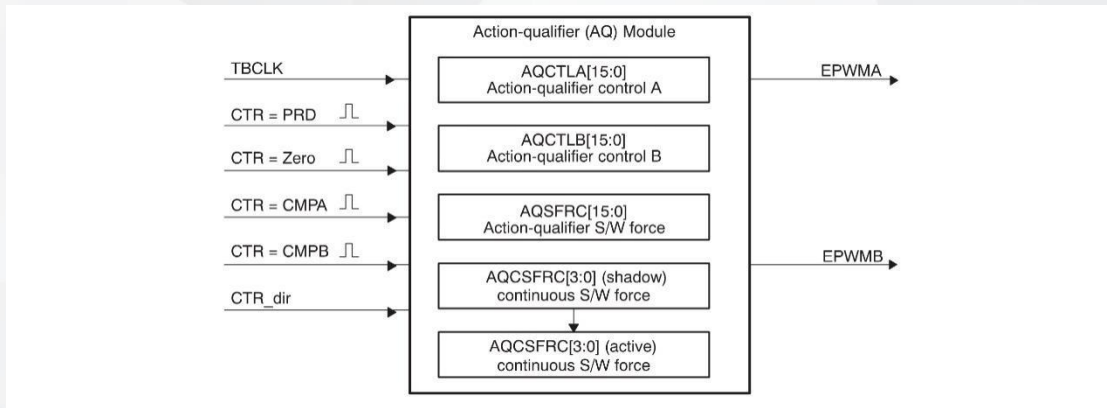 Action-qualifier (AQ) Module
TBCLK
CTR = PRD
CTR = Zero
CTR = CMPA
CTR = CMPB
CTR_dir
AQCTLA[15:0]
Action-qualifier control A
AQCTLB[15:0]
Action-qualifier control B
AQSFRC[15:0]
Action-qualifier S/W force
AQCSFRC[3:0] (shadow)
continuous S/W force
AQCSFRC[3:0] (active)
continuous S/W force
EPWMA
EPWMB